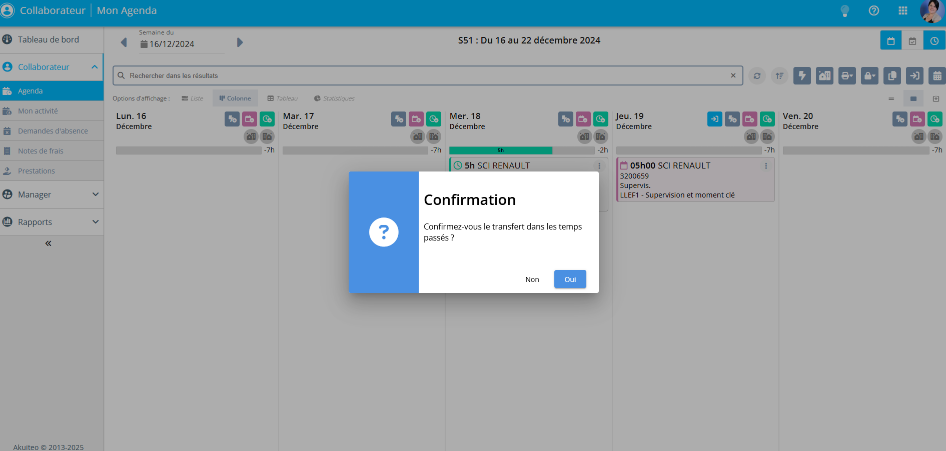 Collaborateur | Mon Agenda
Tableau de bord
Collaborateur
Agenda
Mon activité
Demandes d'absence
Notes de frais
Prestations
Manager
Rapports
Akuiteo © 2013-2025
Semaine du
16/12/2024
S51 : Du 16 au 22 décembre 2024
Rechercher dans les résultats
Options d'affichage :
Liste
Colonne
Tableau
Statistiques
Lun. 16
Décembre
-7h
Mar. 17
Décembre
-7h
Mer. 18
Décembre
5h
-2h
5h SCI RENAULT
Jeu. 19
Décembre
-7h
05h00 SCI RENAULT
3200659
Supervis.
LLEF1 - Supervision et moment clé
Ven. 20
Décembre
-7h
Confirmation
Confirmez-vous le transfert dans les temps
passés ?
Non
Oui